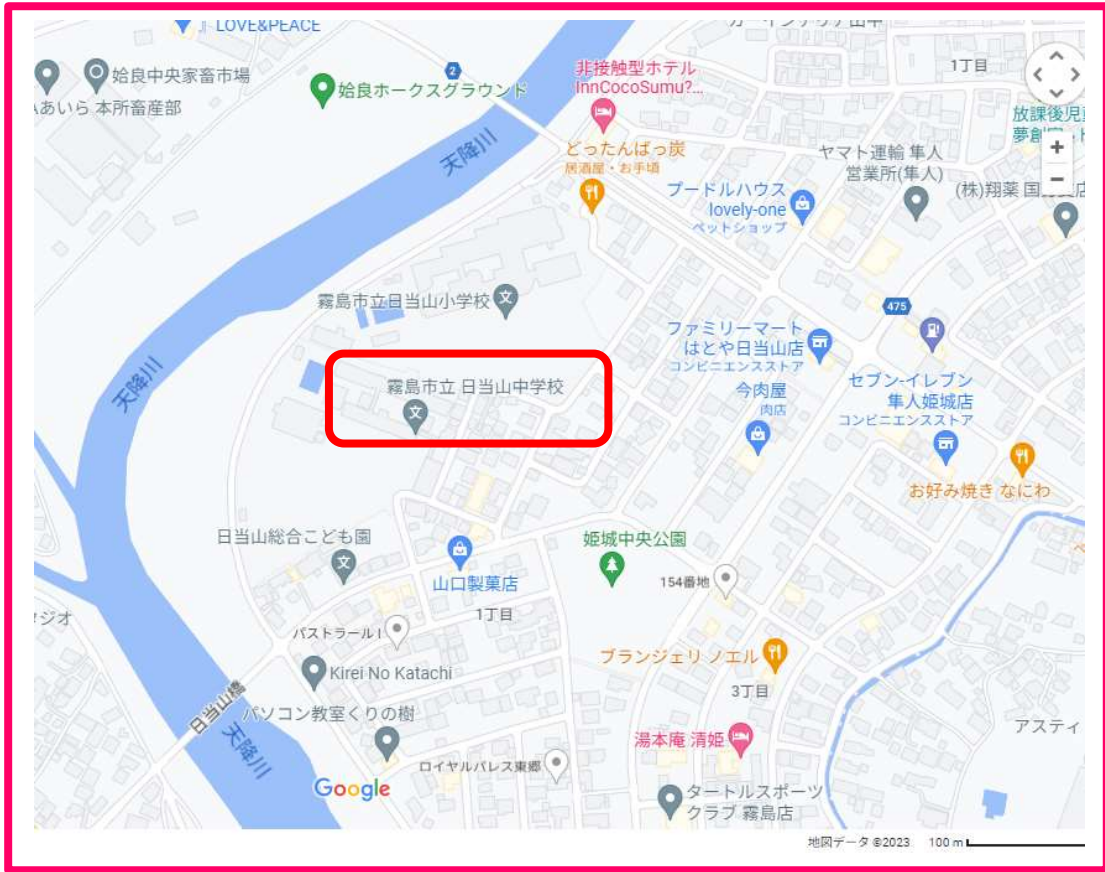 』LOVE&PEACE
姶良中央家畜市場
あいら 本所畜産部
2
姶良ホークスグラウンド
非接触型ホテル
InnCocoSumu?...
1丁目
放課後児
天降川
どったんばっ炭
居酒屋・お手頃
ヤマト運輸 隼人
営業所(隼人)
プードルハウス
lovely-one
ペットショップ
(株)翔薬 国
霧島市立日当山小学校
475
ファミリーマート
はとや日当山店
コンビニエンスストア
天降川
霧島市立 日当山中学校
今肉屋
肉店
セブン-イレブン
隼人姫城店
コンビニエンスストア
お好み焼き なにわ
日当山総合こども園
山口製菓店
姫城中央公園
154番地
1丁目
タジオ
パストラールI
ブランジェリ ノエル
Kirei No Katachi
3丁目
日当山橋
パソコン教室くりの樹
天降川
アスティ
湯本庵 清姫
ロイヤルパレス東郷
Google
タートルスポーツ
クラブ 霧島店
地図データ ©2023 100 m